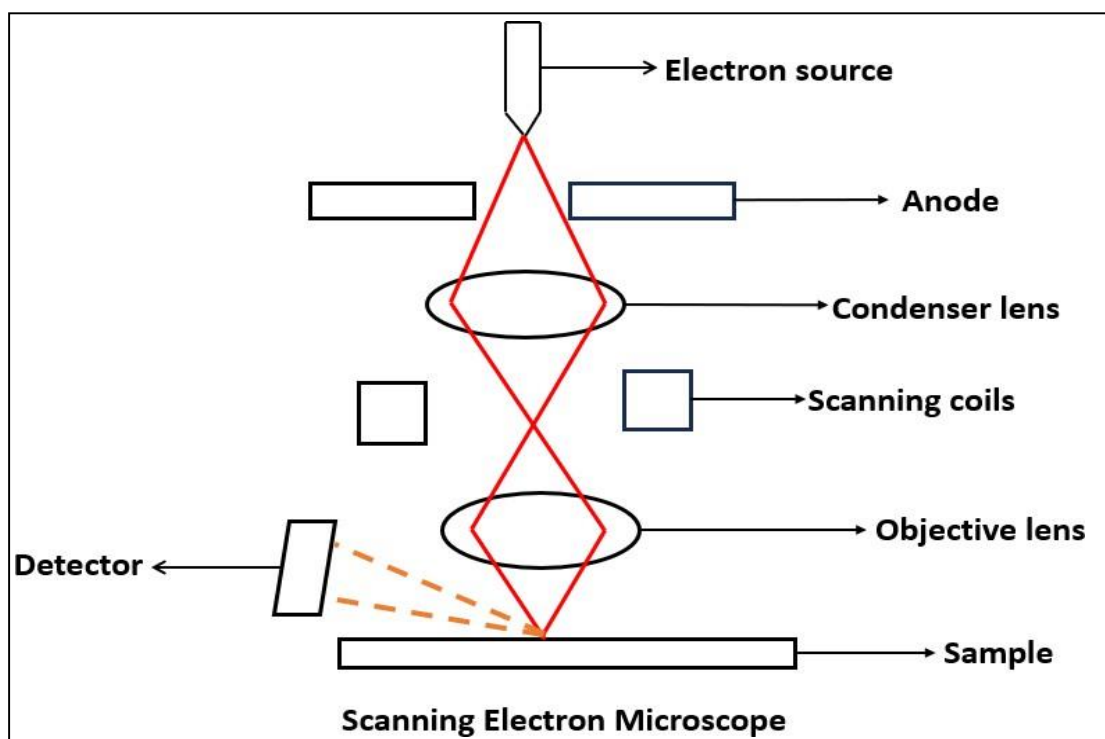 Electron source
Anode
Condenser lens
Scanning coils
Objective lens
Detector
Sample
Scanning Electron Microscope